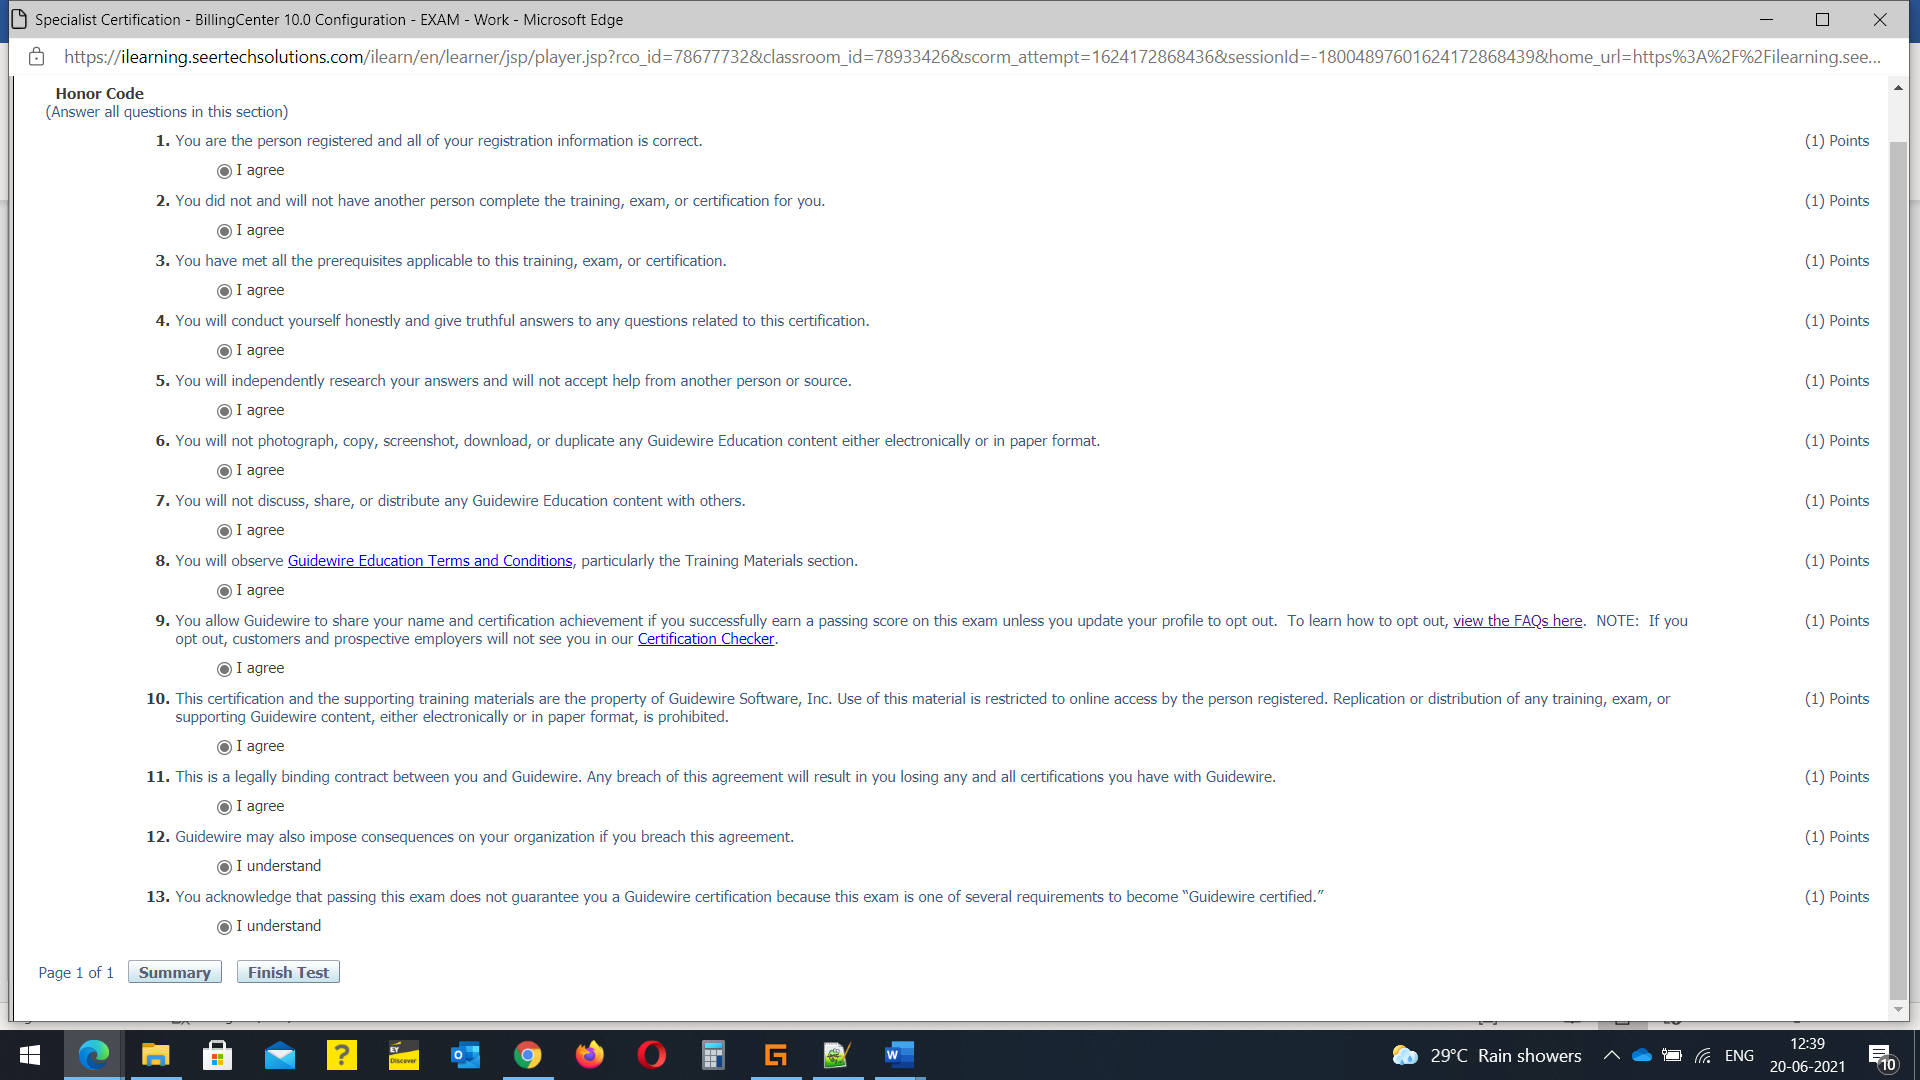 Specialist Certification - BillingCenter 10.0 Configuration - EXAM - Work - Microsoft Edge
https://ilearning.seertechsolutions.com/ilearn/en/learner/jsp/player.jsp?rco_id=78677732&classroom_id=78933426&scorm_attempt=1624172868436&sessionId=-18004897601624172868439&home_url=https%3A%2F%2Filearning.see...
Honor Code
(Answer all questions in this section)
1. You are the person registered and all of your registration information is correct. (1) Points
I agree
2. You did not and will not have another person complete the training, exam, or certification for you. (1) Points
I agree
3. You have met all the prerequisites applicable to this training, exam, or certification. (1) Points
I agree
4. You will conduct yourself honestly and give truthful answers to any questions related to this certification. (1) Points
I agree
5. You will independently research your answers and will not accept help from another person or source. (1) Points
I agree
6. You will not photograph, copy, screenshot, download, or duplicate any Guidewire Education content either electronically or in paper format. (1) Points
I agree
7. You will not discuss, share, or distribute any Guidewire Education content with others. (1) Points
I agree
8. You will observe Guidewire Education Terms and Conditions, particularly the Training Materials section. (1) Points
I agree
9. You allow Guidewire to share your name and certification achievement if you successfully earn a passing score on this exam unless you update your profile to opt out. To learn how to opt out, view the FAQs here. NOTE: If you (1) Points
opt out, customers and prospective employers will not see you in our Certification Checker.
I agree
10. This certification and the supporting training materials are the property of Guidewire Software, Inc. Use of this material is restricted to online access by the person registered. Replication or distribution of any training, exam, or (1) Points
supporting Guidewire content, either electronically or in paper format, is prohibited.
I agree
11. This is a legally binding contract between you and Guidewire. Any breach of this agreement will result in you losing any and all certifications you have with Guidewire. (1) Points
I agree
12. Guidewire may also impose consequences on your organization if you breach this agreement. (1) Points
I understand
13. You acknowledge that passing this exam does not guarantee you a Guidewire certification because this exam is one of several requirements to become “Guidewire certified.” (1) Points
I understand
Page 1 of 1 Summary Finish Test
EY
Discover
29°C Rain showers ENG 12:39
20-06-2021
10